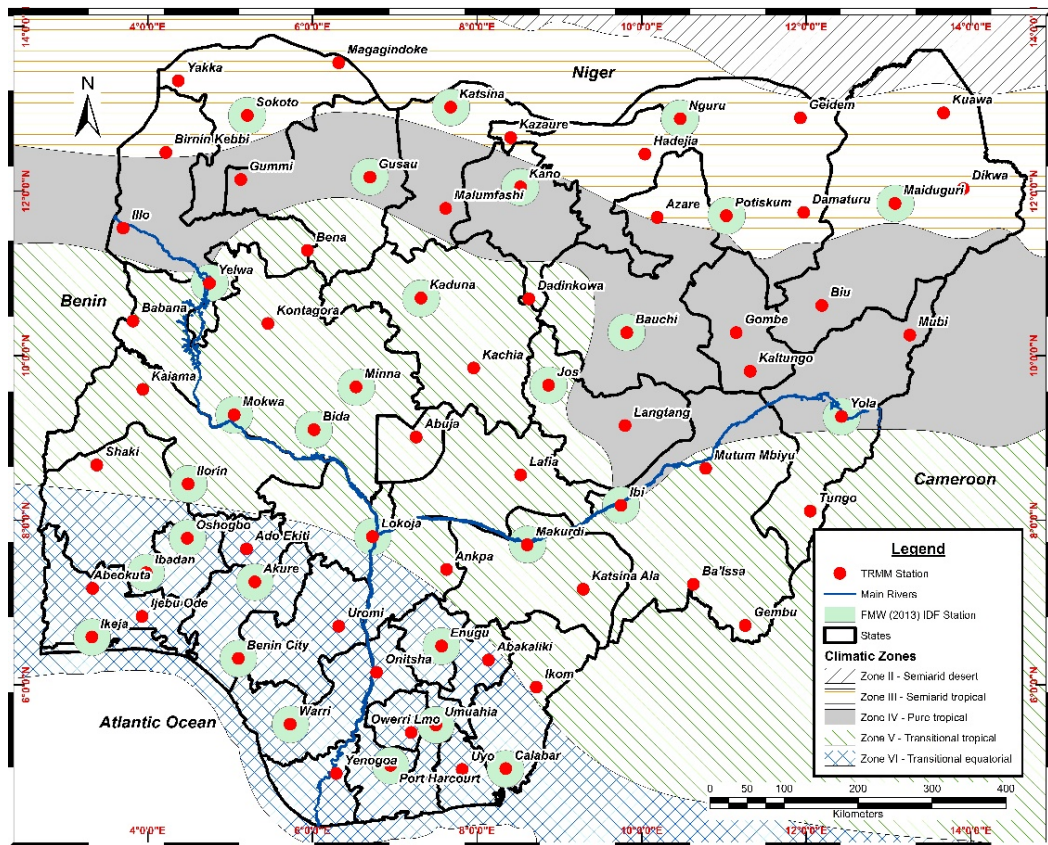 4°0'0"E
6°0'0"E
8°0'0"E
10°0'0"E
12°0'0"E
14°0'0"E
14°0'0"N
14°0'0"N
Magagindoke
Niger
Yakka
N
Sokoto
Katsina
Nguru
Geidem
Kuawa
Kazaure
Birnin Kebbi
Hadejia
Gummi
Gusau
Kano
Dikwa
Maiduguri
12°0'0"N
12°0'0"N
Malumfashi
Azare
Potiskum
Damaturu
Illo
Bena
Yelwa
Kaduna
Dadinkowa
Benin
Babana
Kontagora
Bauchi
Gombe
Biu
Mubi
10°0'0"N
10°0'0"N
Kachia
Kaltungo
Kaiama
Minna
Jos
Mokwa
Bida
Abuja
Langtang
Yola
Shaki
Ilorin
Lafia
Mutum Mbiyu
Cameroon
Ibi
Tungo
8°0'0"N
8°0'0"N
Oshogbo
Ado Ekiti
Lokoja
Makurdi
Ibadan
Abeokuta
Akure
Ankpa
Katsina Ala
Ba'Issa
Ijebu Ode
Uromi
Gembu
Ikeja
Benin City
Enugu
Abakaliki
6°0'0"N
6°0'0"N
Onitsha
Ikom
Atlantic Ocean
Warri
Owerri Lmo
Umuahia
Yenogoa
Port Harcourt
Uyo
Calabar
Legend
TRMM Station
Main Rivers
FMW (2013) IDF Station
States
Climatic Zones
Zone II - Semiarid desert
Zone III - Semiarid tropical
Zone IV - Purc tropical
Zone V - Transitional tropical
Zone VI - Transitional equatorial
0 50 100 200 300 400
Kilometers
4°0'0"E
6°0'0"E
8°0'0"E
10°0'0"E
12°0'0"E
14°0'0"E